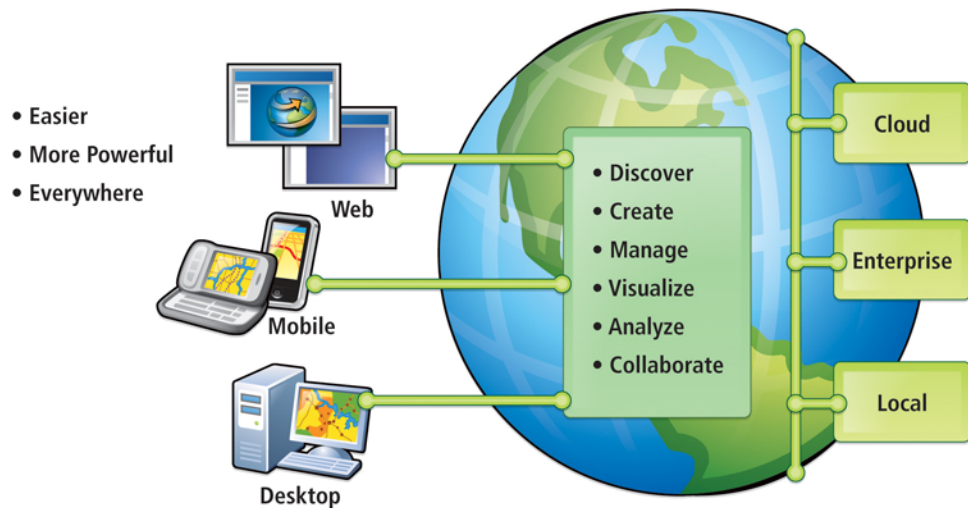 • Easier
• More Powerful
• Everywhere
Web
Mobile
Desktop
• Discover
• Create
• Manage
• Visualize
• Analyze
• Collaborate
Cloud
Enterprise
Local